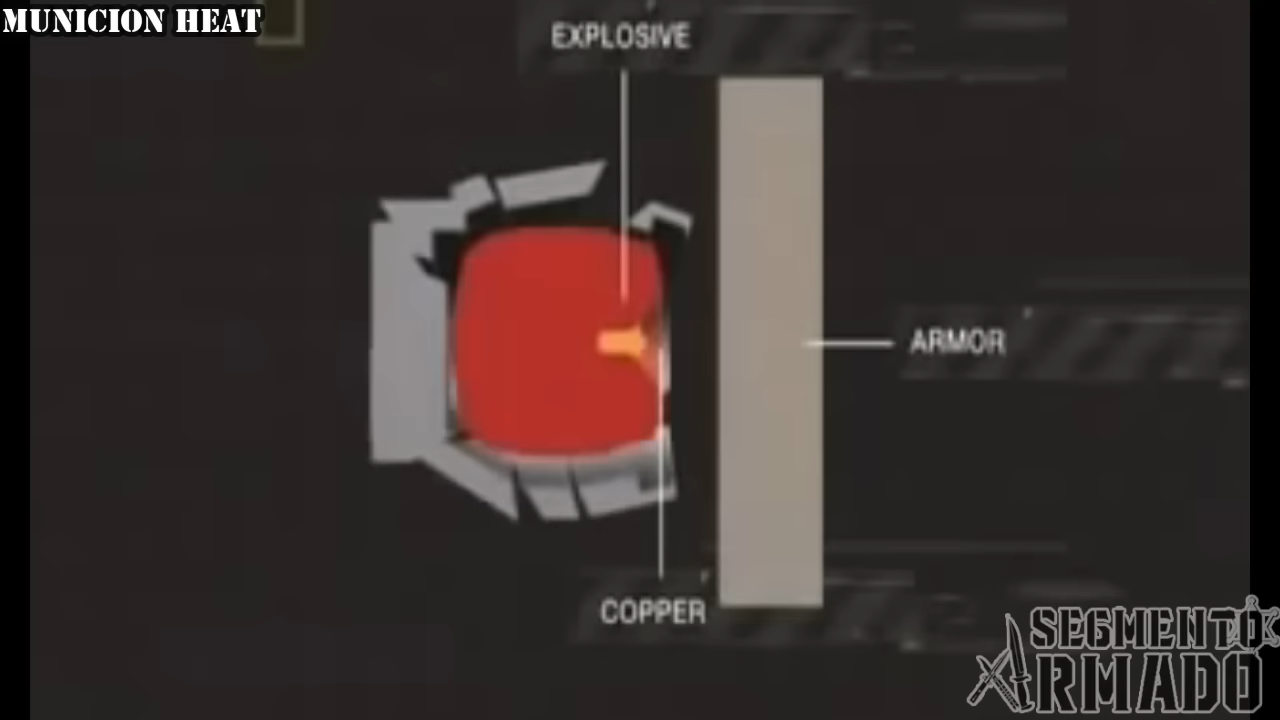 MUNICION HEAT
EXPLOSIVE
ARMOR
COPPER
SEGMENTO
ARMADO